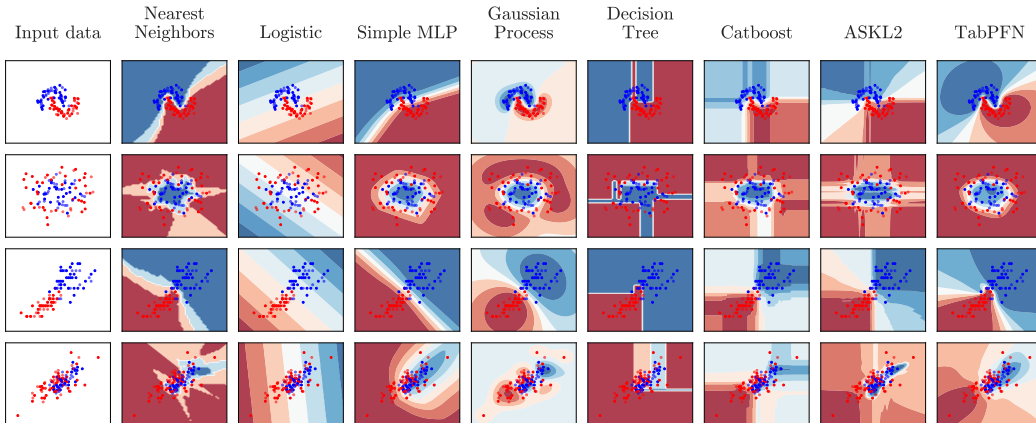 Input data
Nearest
Neighbors
Logistic
Simple MLP
Gaussian
Process
Decision
Tree
Catboost
ASKL2
TabPFN